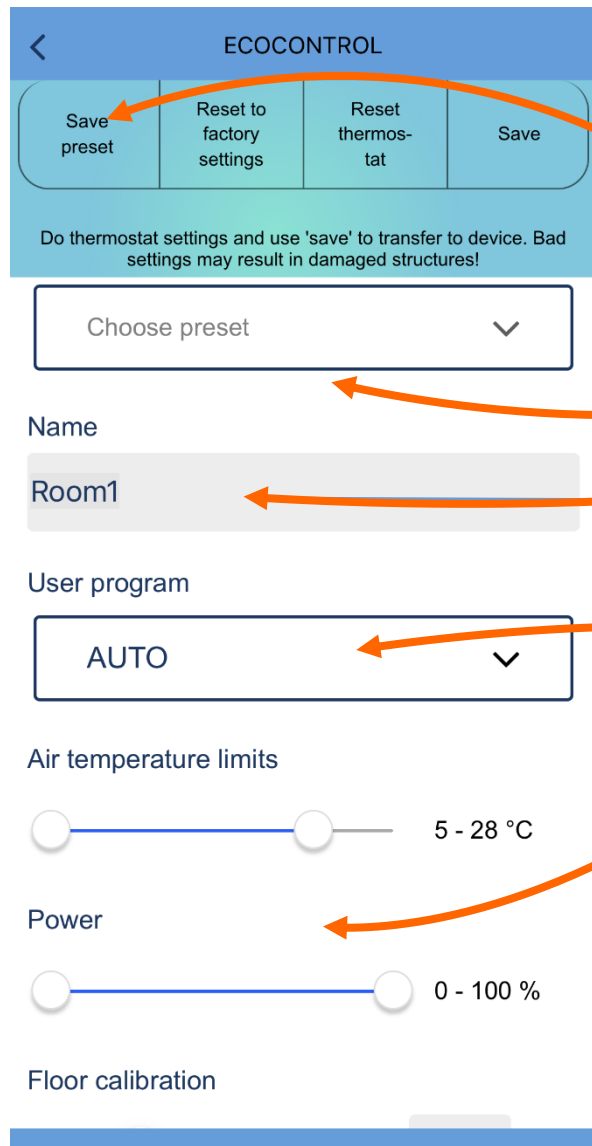 ECOCONTROL
Save
preset
Reset to
factory
settings
Reset
thermos-
tat
Save
Do thermostat settings and use 'save' to transfer to device. Bad
settings may result in damaged structures!
Choose preset
Name
Room1
User program
AUTO
Air temperature limits
5 - 28 °C
Power
0 - 100 %
Floor calibration